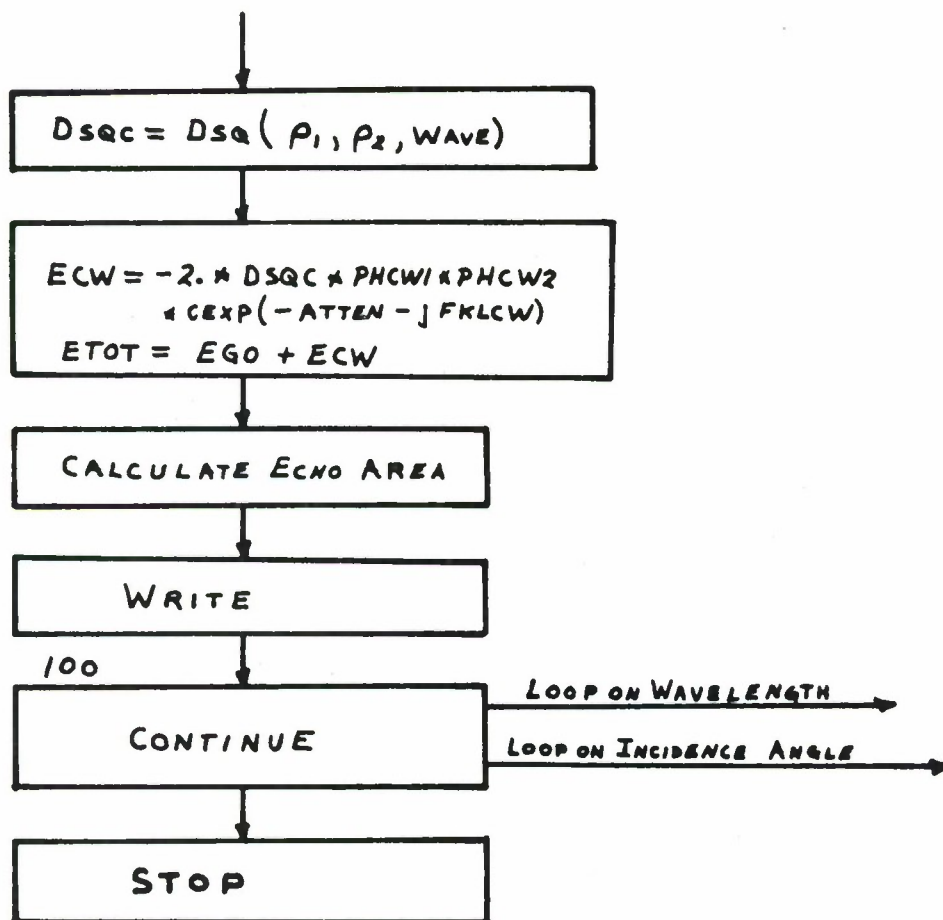 DSQC = DSQ ( ρ1, ρ2, WAVE)
ECW = -2. * DSQC * PHCW1 * PHCW2
* CEXP(-ATTEN - j FKLCW)
ETOT = EGO + ECW
CALCULATE ECHO AREA
WRITE
100
CONTINUE
LOOP ON WAVELENGTH
LOOP ON INCIDENCE ANGLE
STOP